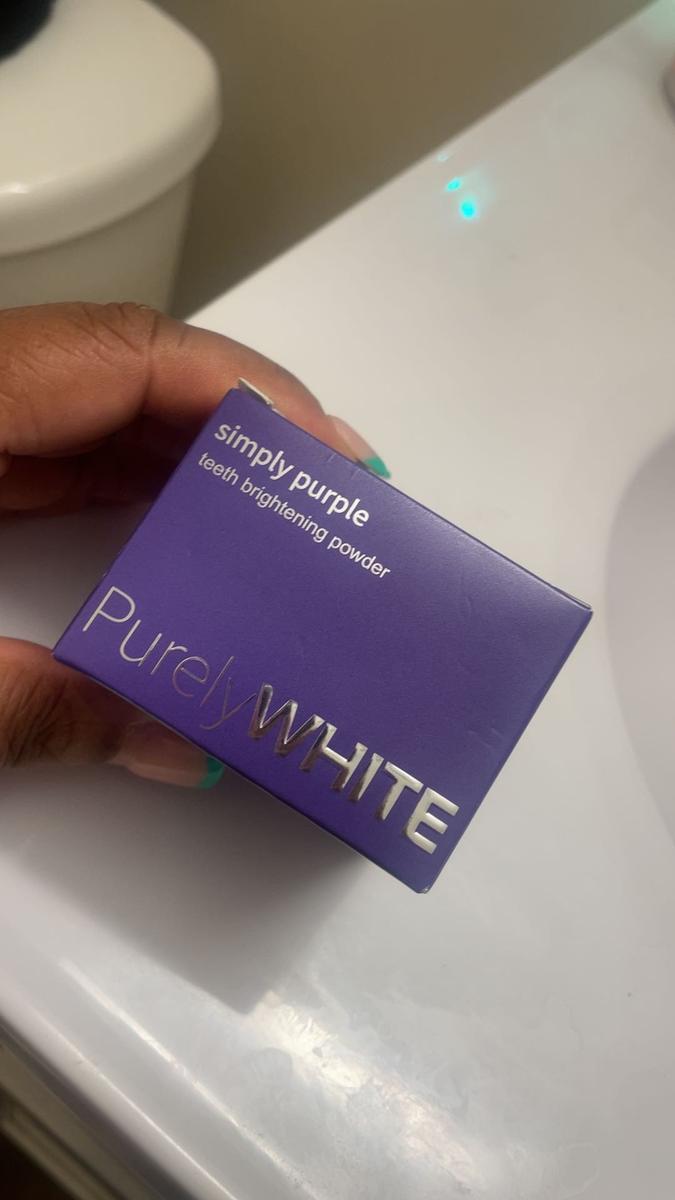 simply purple
teeth brightening powder
PurelyWHITE